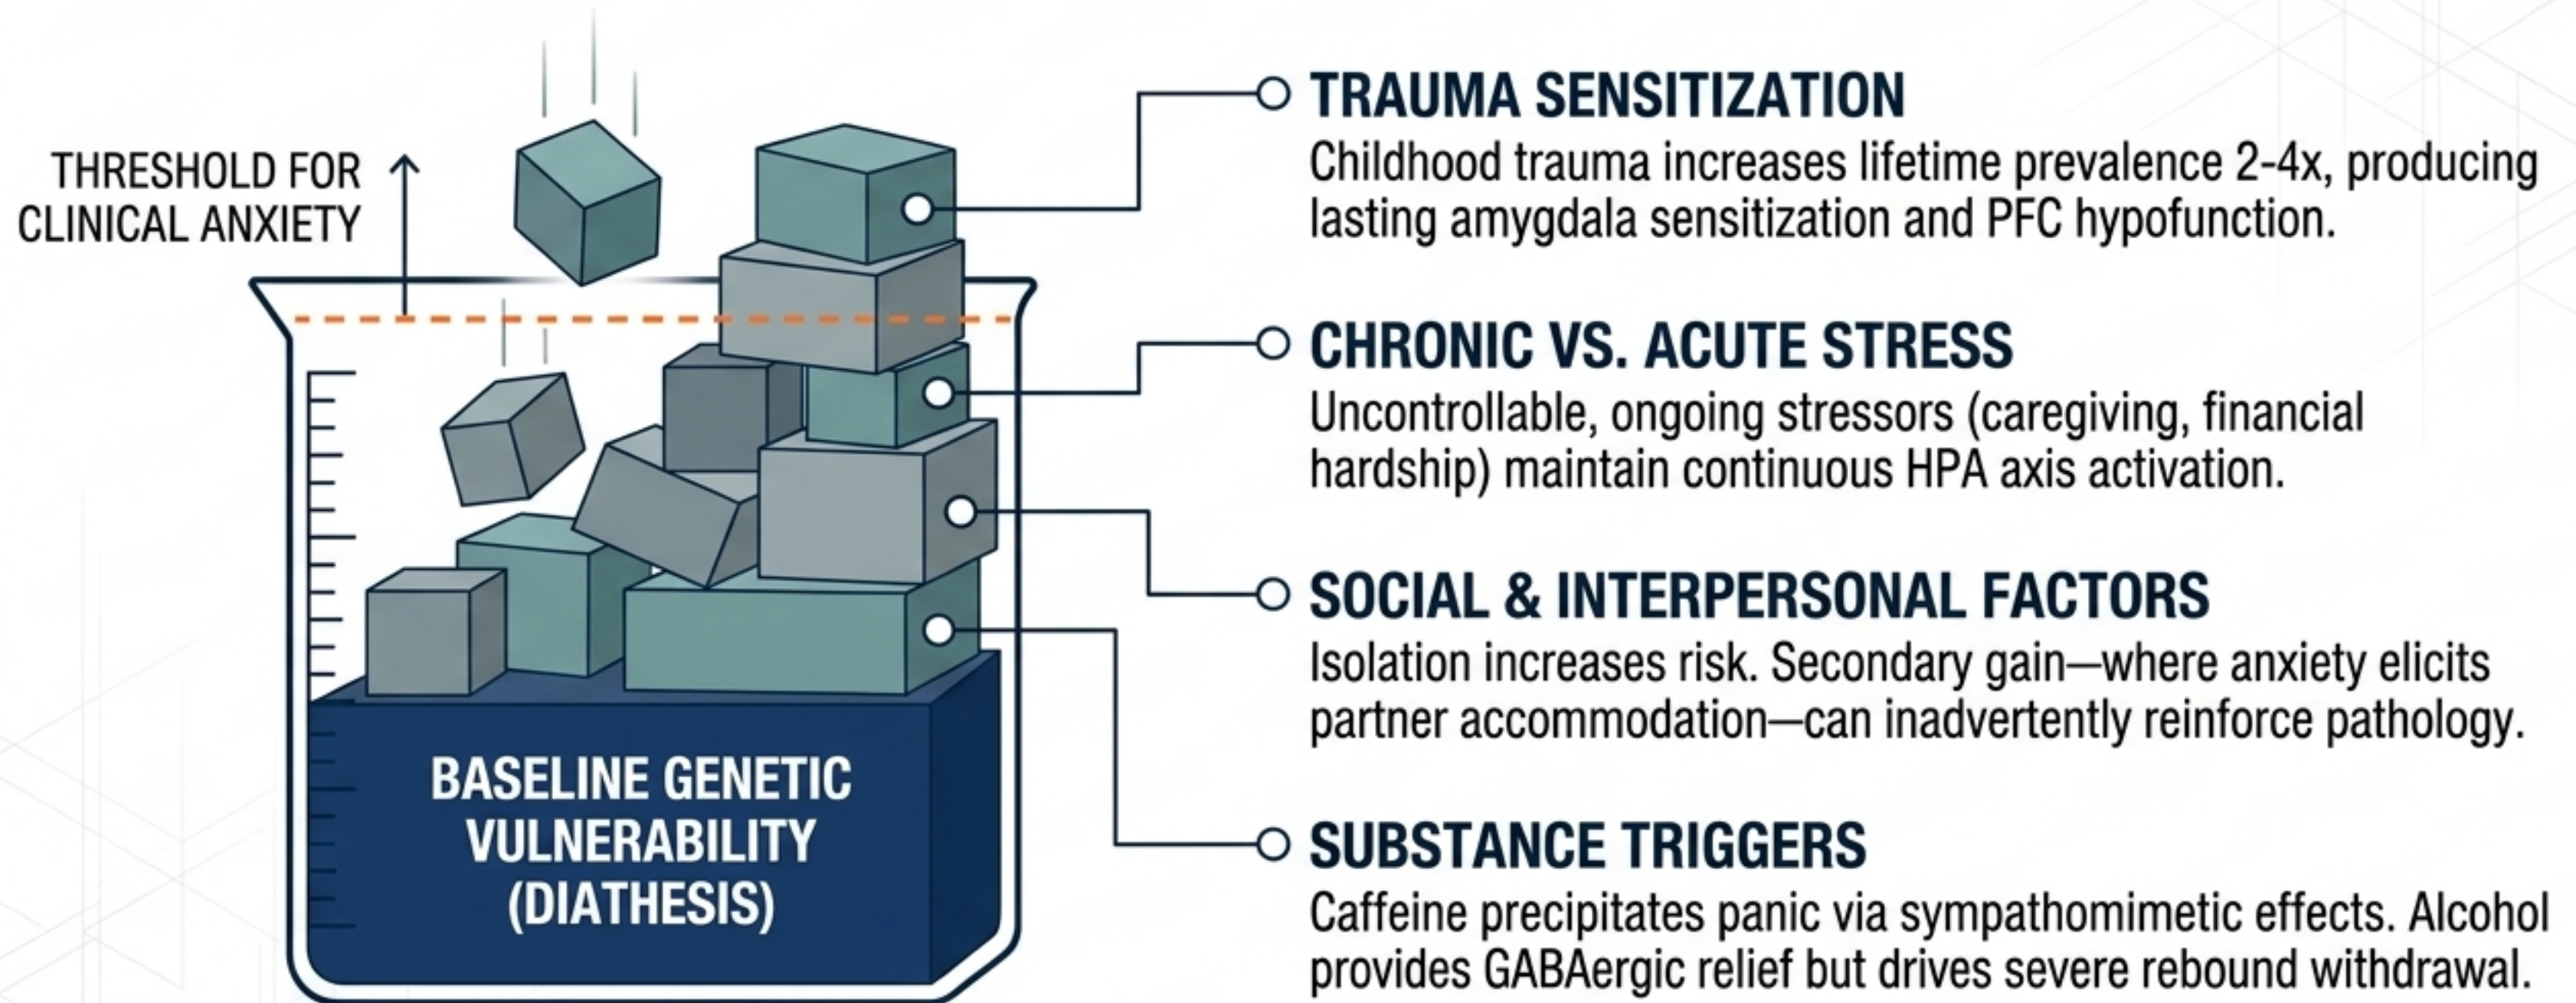 THRESHOLD FOR
CLINICAL ANXIETY
BASELINE GENETIC
VULNERABILITY
(DIATHESIS)
TRAUMA SENSITIZATION
Childhood trauma increases lifetime prevalence 2-4x, producing
lasting amygdala sensitization and PFC hypofunction.
CHRONIC VS. ACUTE STRESS
Uncontrollable, ongoing stressors (caregiving, financial
hardship) maintain continuous HPA axis activation.
SOCIAL & INTERPERSONAL FACTORS
Isolation increases risk. Secondary gain—where anxiety elicits
partner accommodation—can inadvertently reinforce pathology.
SUBSTANCE TRIGGERS
Caffeine precipitates panic via sympathomimetic effects. Alcohol
provides GABAergic relief but drives severe rebound withdrawal.